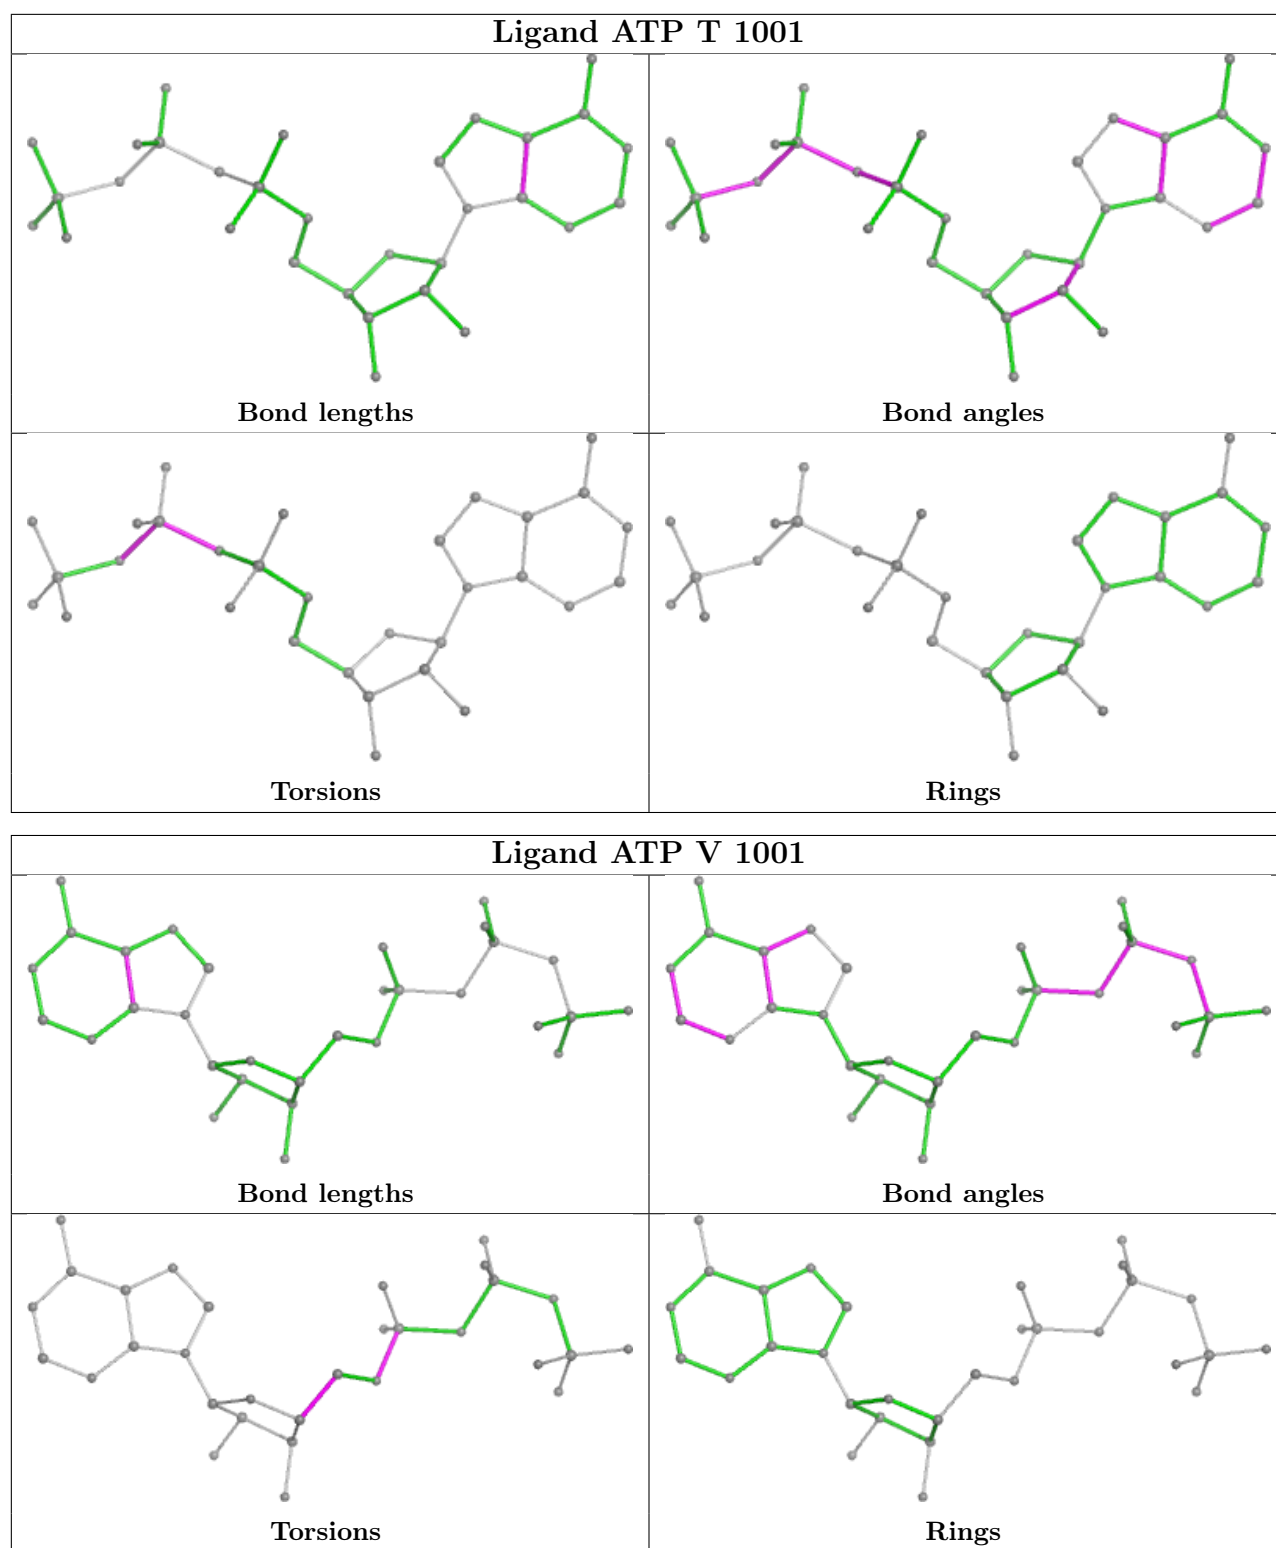 Ligand ATP T 1001
Bond lengths
Bond angles
Torsions
Rings
Ligand ATP V 1001
Bond lengths
Bond angles
Torsions
Rings